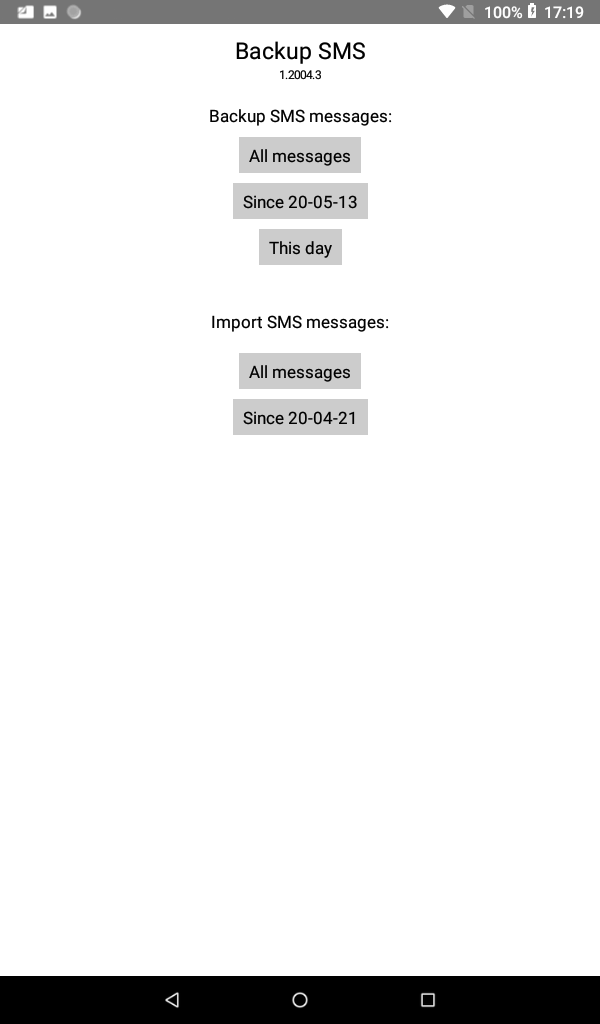 100% 17:19
Backup SMS
1.2004.3
Backup SMS messages:
All messages
Since 20-05-13
This day
Import SMS messages:
All messages
Since 20-04-21